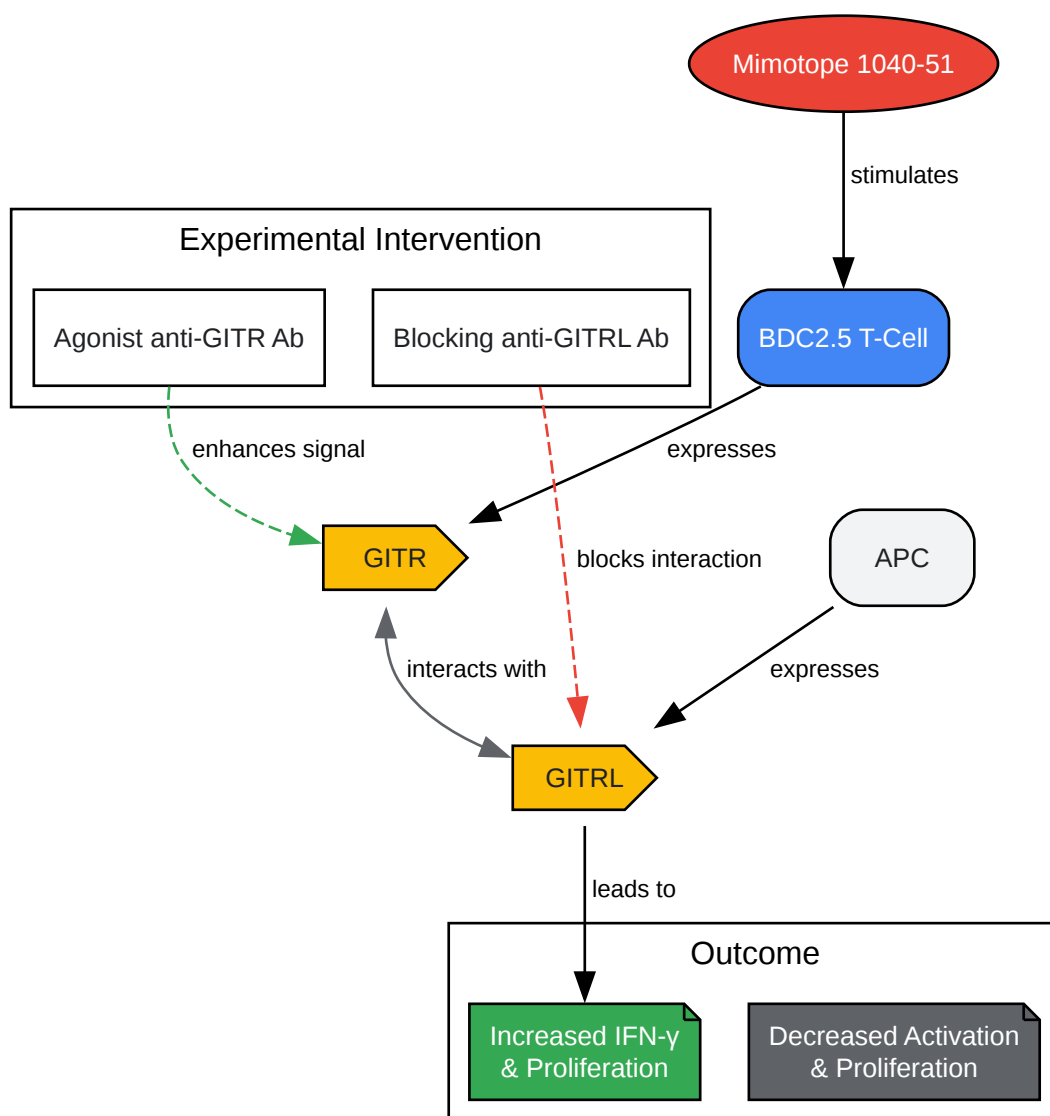 Mimotope 1040-51
stimulates
Experimental Intervention
Agonist anti-GITR Ab
Blocking anti-GITRL Ab
BDC2.5 T-Cell
enhances signal
expresses
GITR
blocks interaction
APC
interacts with
expresses
GITRL
leads to
Outcome
Increased IFN-γ
& Proliferation
Decreased Activation
& Proliferation